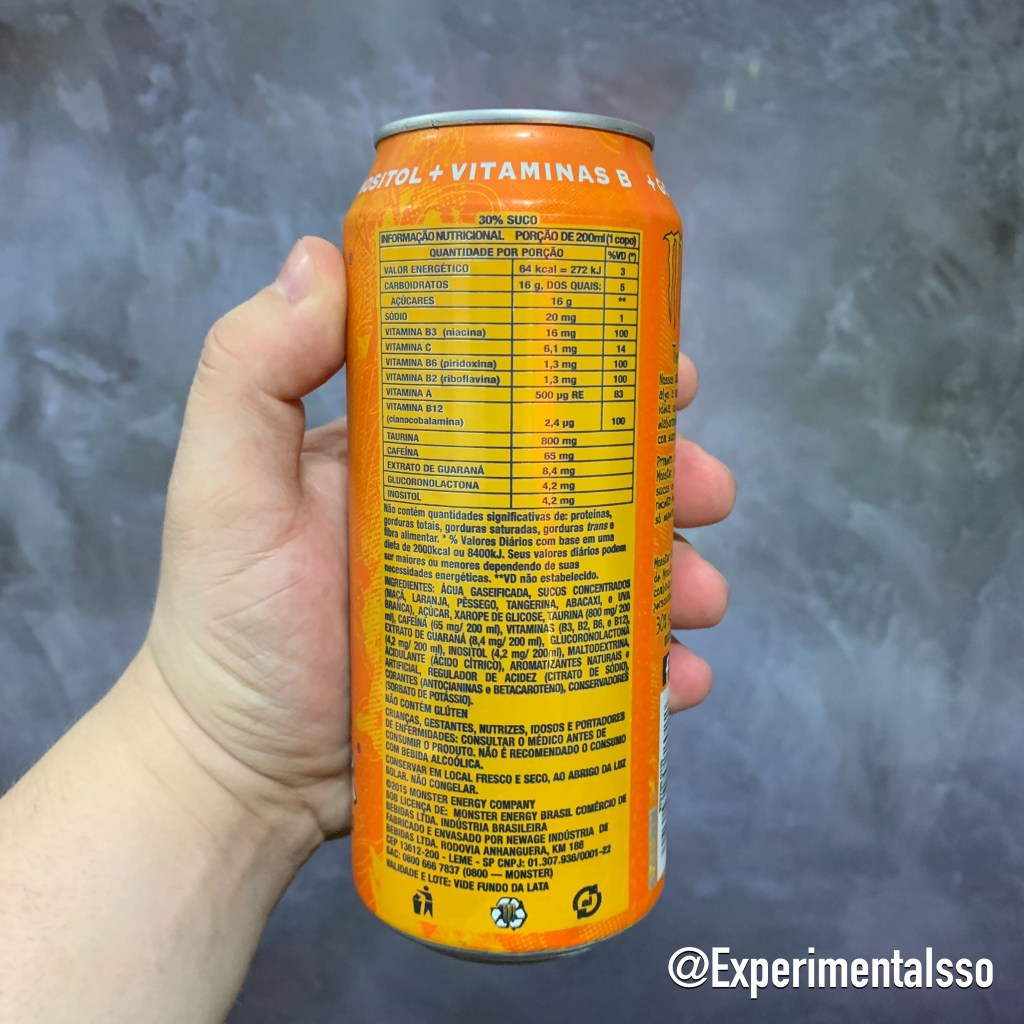 OSITOL + VITAMINAS B +
30% SUCO
INFORMAÇÃO NUTRICIONAL PORÇÃO DE 200ml (1 copo)
QUANTIDADE POR PORÇÃO %VD (*)
VALOR ENERGÉTICO 64 kcal = 272 kJ 3
CARBOIDRATOS 16 g, DOS QUAIS: 5
AÇÚCARES 16 g **
SÓDIO 20 mg 1
VITAMINA B3 (niacina) 16 mg 100
VITAMINA C 6,1 mg 14
VITAMINA B6 (piridoxina) 1,3 mg 100
VITAMINA B2 (riboflavina) 1,3 mg 100
VITAMINA A 500 µg RE 83
VITAMINA B12
(cianocobalamina) 2,4 µg 100
TAURINA 800 mg
CAFEÍNA 65 mg
EXTRATO DE GUARANÁ 8,4 mg
GLUCORONOLACTONA 4,2 mg
INOSITOL 4,2 mg
Não contém quantidades significativas de: proteínas,
gorduras totais, gorduras saturadas, gorduras trans e
fibra alimentar. * % Valores Diários com base em uma
dieta de 2000kcal ou 8400kJ. Seus valores diários podem
ser maiores ou menores dependendo de suas
necessidades energéticas. **VD não estabelecido.
INGREDIENTES: ÁGUA GASEIFICADA, SUCOS CONCENTRADOS
(MAÇÃ, LARANJA, PÊSSEGO, TANGERINA, ABACAXI, e UVA
BRANCA), AÇÚCAR, XAROPE DE GLICOSE, TAURINA (800 mg/ 200
ml), CAFEÍNA (65 mg/ 200 ml), VITAMINAS (B3, B2, B6, e B12),
EXTRATO DE GUARANÁ (8,4 mg/ 200 ml), GLUCORONOLACTONA
(4,2 mg/ 200 ml), INOSITOL (4,2 mg/ 200ml), MALTODEXTRINA,
ACIDULANTE (ÁCIDO CÍTRICO), AROMATIZANTES NATURAIS e
ARTIFICIAL, REGULADOR DE ACIDEZ (CITRATO DE SÓDIO),
CORANTES (ANTOCIANINAS e BETACAROTENO), CONSERVADORES
(SORBATO DE POTÁSSIO).
NÃO CONTÉM GLÚTEN
CRIANÇAS, GESTANTES, NUTRIZES, IDOSOS E PORTADORES
DE ENFERMIDADES: CONSULTAR O MÉDICO ANTES DE
CONSUMIR O PRODUTO. NÃO É RECOMENDADO O CONSUMO
COM BEBIDA ALCOÓLICA.
CONSERVAR EM LOCAL FRESCO E SECO, AO ABRIGO DA LUZ
SOLAR. NÃO CONGELAR.
©2015 MONSTER ENERGY COMPANY
SOB LICENÇA DE: MONSTER ENERGY BRASIL COMÉRCIO DE
BEBIDAS LTDA. INDÚSTRIA BRASILEIRA
FABRICADO E ENVASADO POR NEWAGE INDÚSTRIA DE
BEBIDAS LTDA. RODOVIA ANHANGUERA, KM 186
CEP 13612-200 - LEME - SP CNPJ: 01.307.936/0001-22
SAC: 0800 666 7837 (0800 — MONSTER)
VALIDADE E LOTE: VIDE FUNDO DA LATA
@ExperimentaIsso